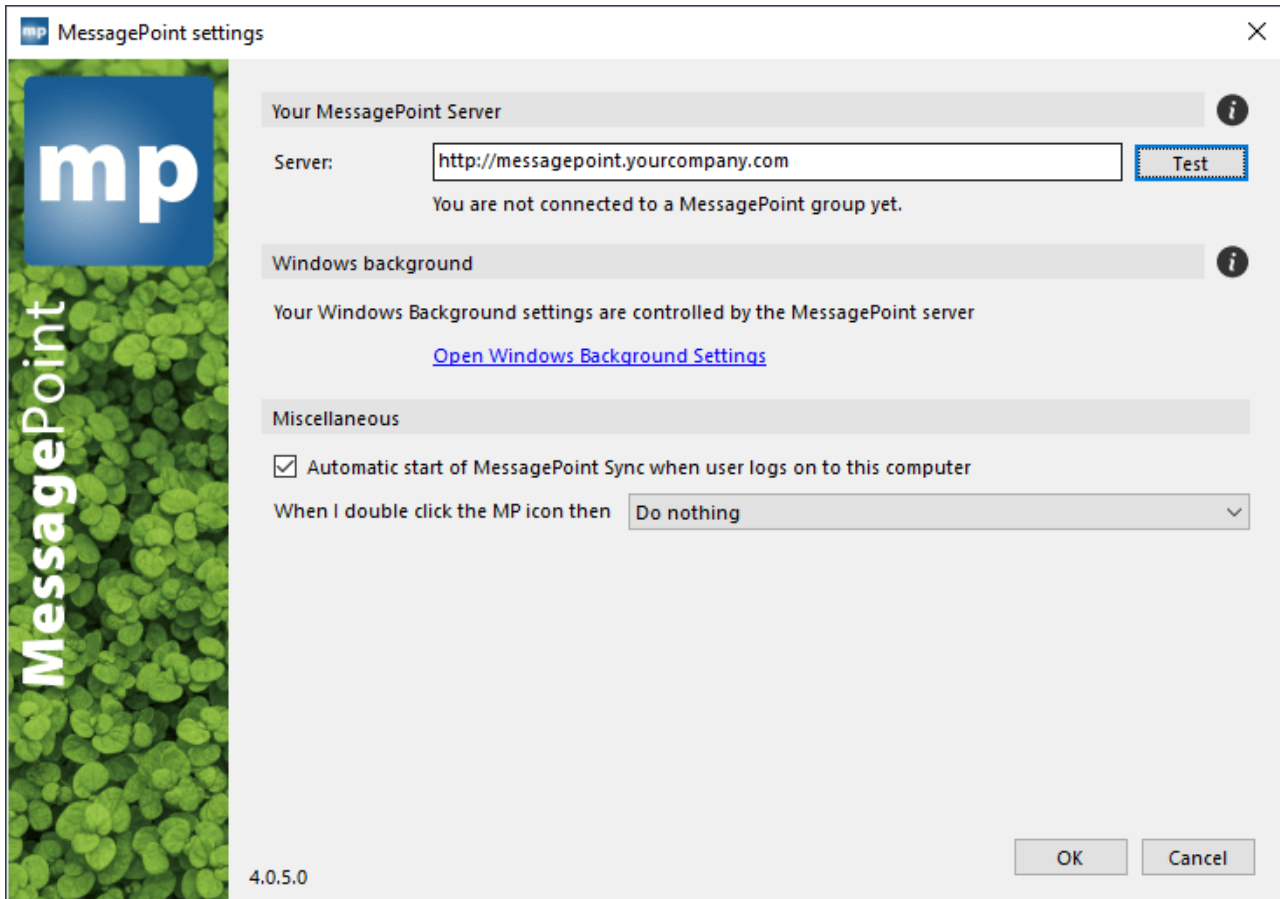 mp MessagePoint settings
mp
MessagePoint
Your MessagePoint Server
i
Server:
http://messagepoint.yourcompany.com
Test
You are not connected to a MessagePoint group yet.
Windows background
i
Your Windows Background settings are controlled by the MessagePoint server
Open Windows Background Settings
Miscellaneous
Automatic start of MessagePoint Sync when user logs on to this computer
When I double click the MP icon then Do nothing
4.0.5.0
OK Cancel